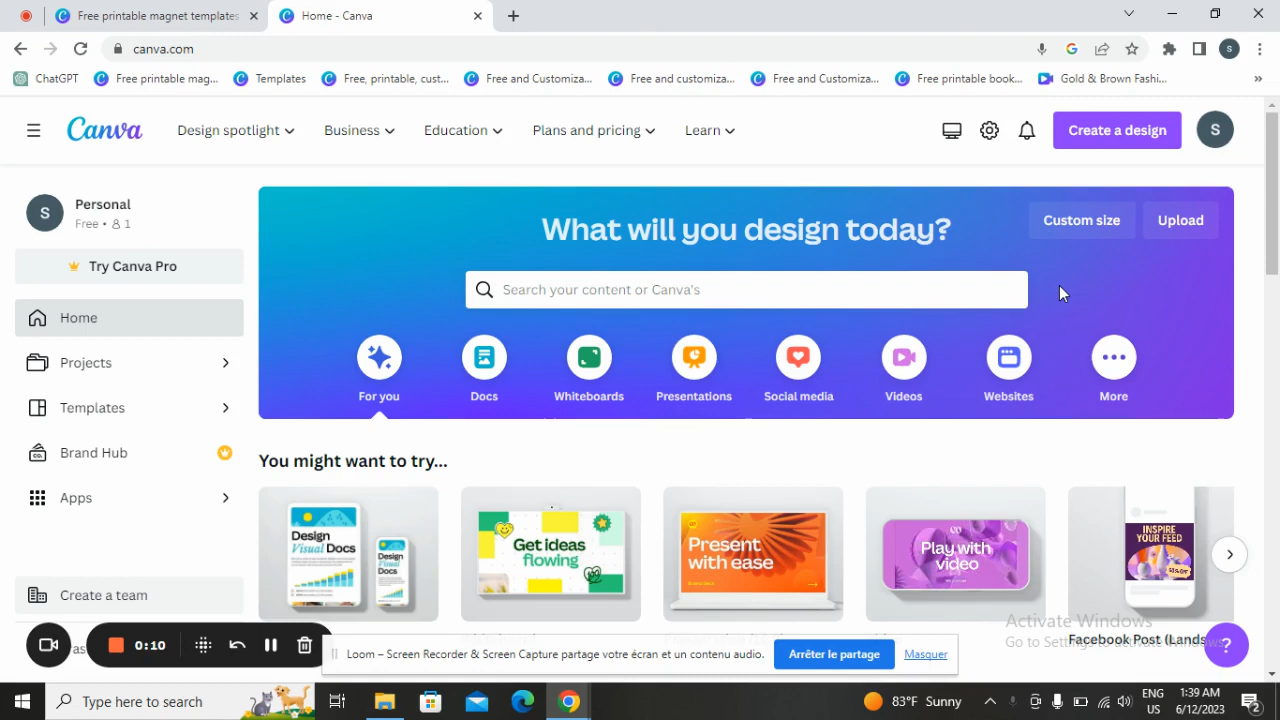 Free printable magnet templates
Home - Canva
canva.com
S
ChatGPT
Free printable mag...
Templates
Free, printable, cust...
Free and Customiza...
Free and customiza...
Free and Customiza...
Free printable book...
Gold & Brown Fashi...
Canva
Design spotlight
Business
Education
Plans and pricing
Learn
Create a design
S
S
Personal
Free • 1
Try Canva Pro
Home
Projects
Templates
Brand Hub
Apps
Create a team
What will you design today?
Custom size
Upload
Search your content or Canva's
For you
Docs
Whiteboards
Presentations
Social media
Videos
Websites
More
You might want to try...
Design
Visual Docs
Design
Visual Docs
Get ideas
flowing
Present
with ease
Play with
video
INSPIRE
YOUR FEED
Facebook Post (Lands
Activate Windows
Go to Settings to activate Windows.
?
0:10
Loom – Screen Recorder & Screen Capture partage votre écran et un contenu audio.
Arrêter le partage
Masquer
Type here to search
83°F Sunny
ENG
US
1:39 AM
6/12/2023
2